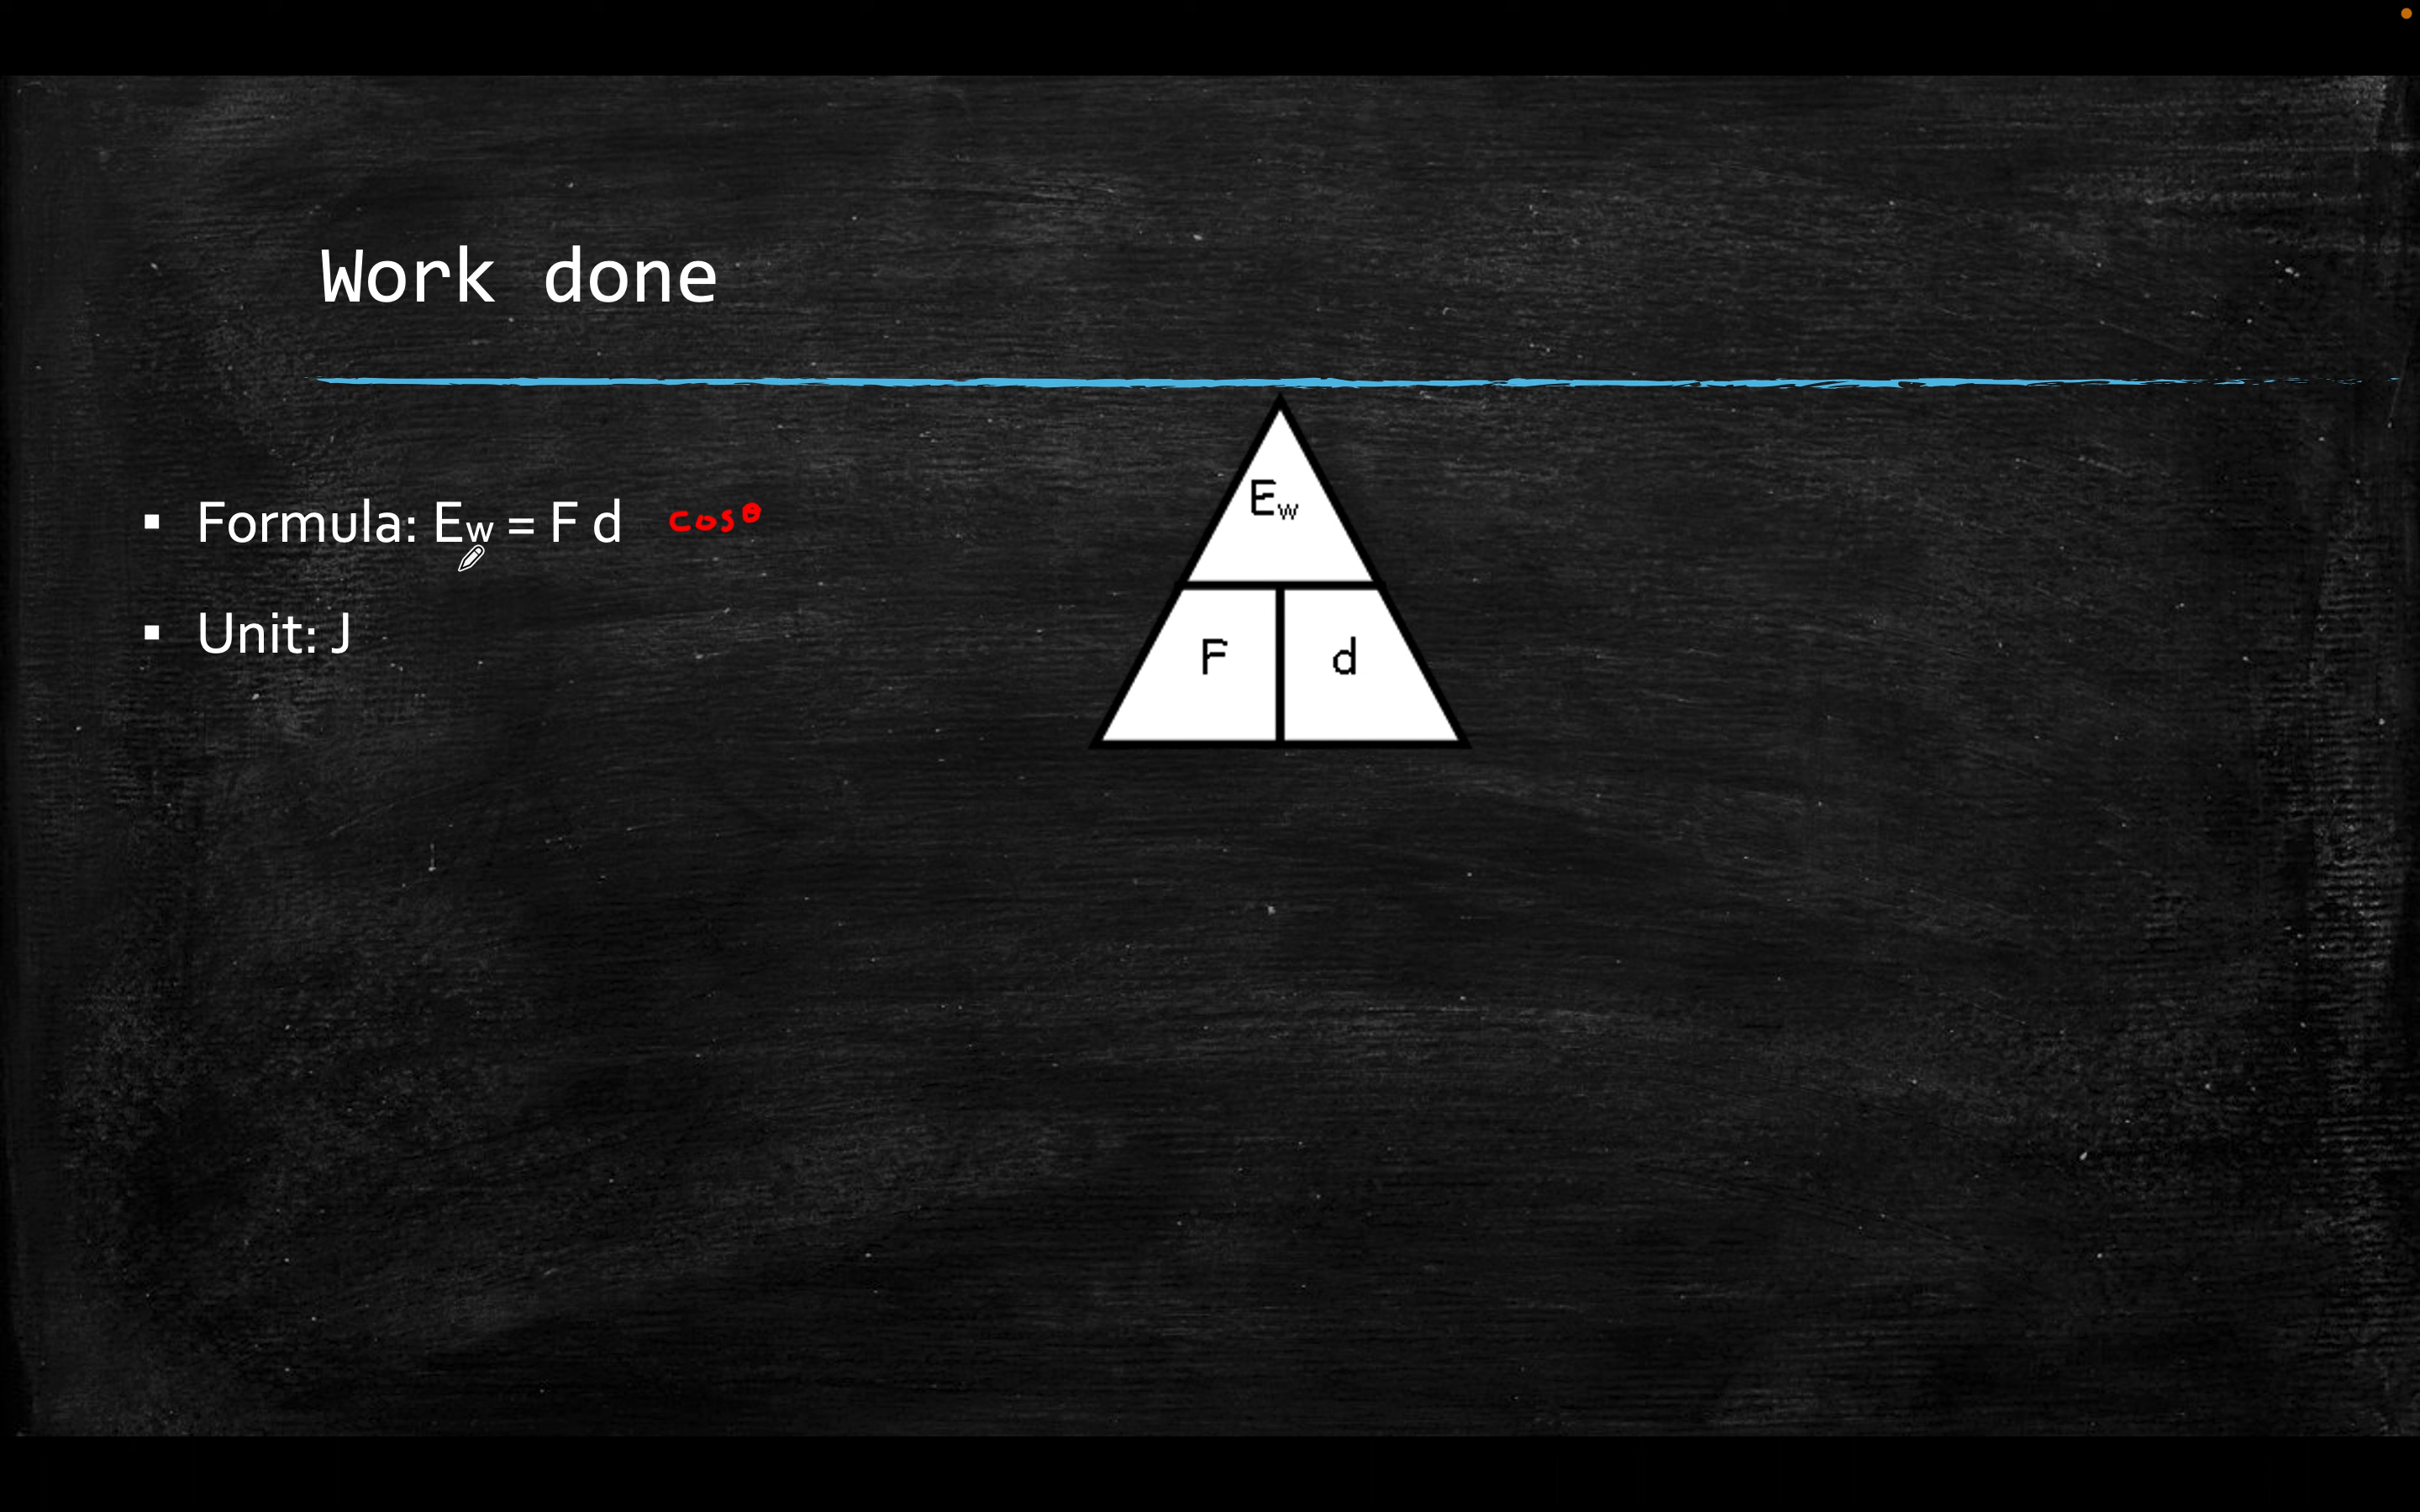 Work done
▪ Formula: Ew = F d cosθ
▪ Unit: J
Ew
F d